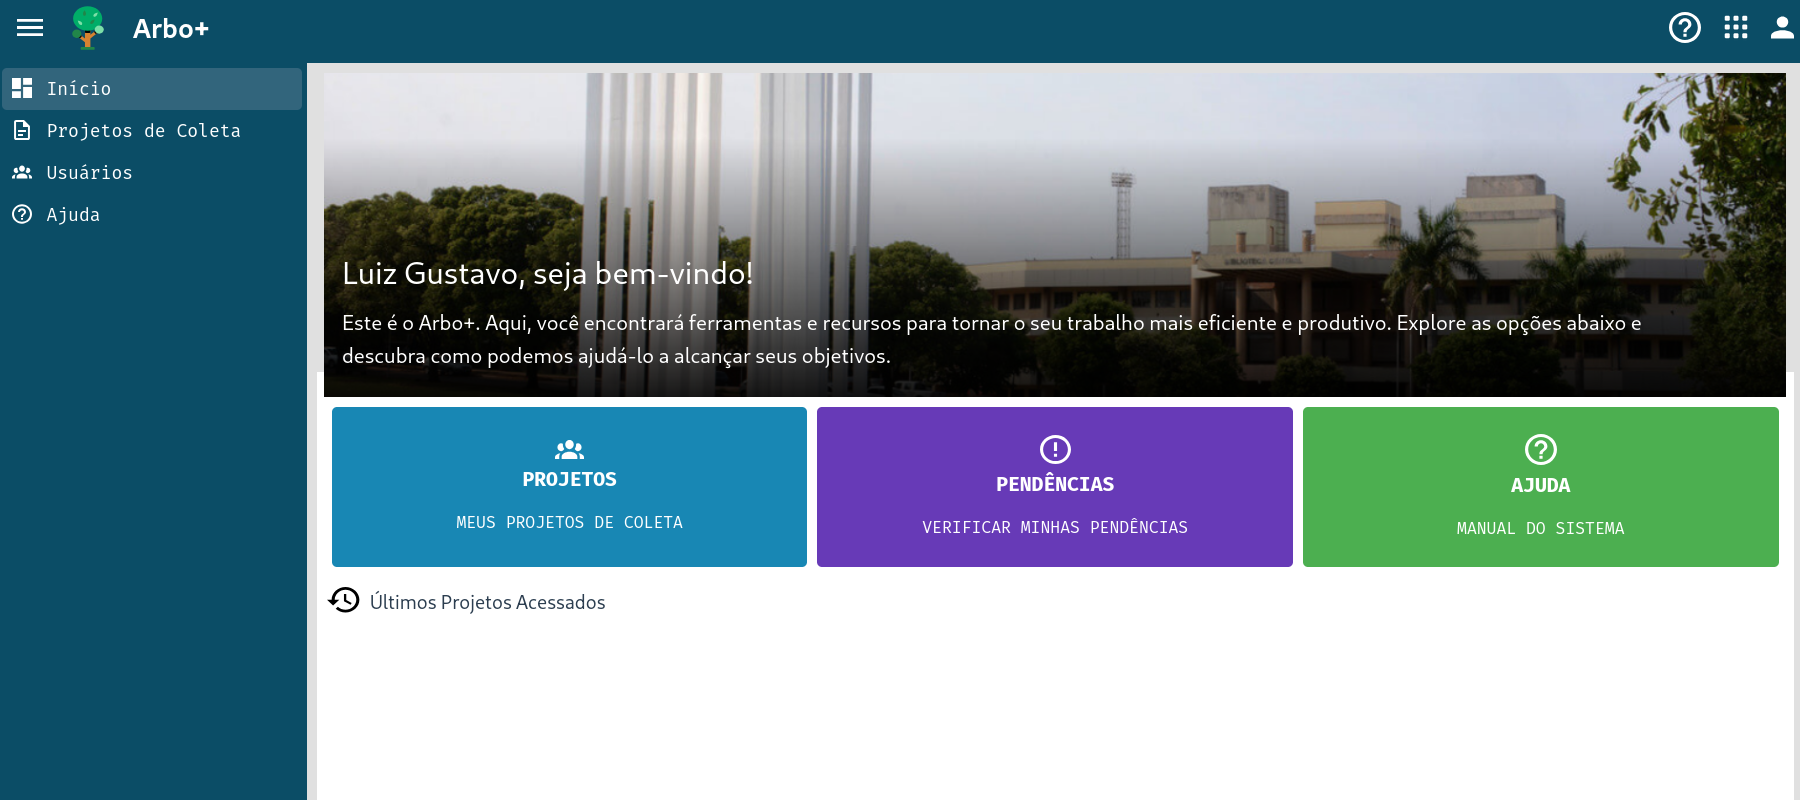 Arbo+
Início
Projetos de Coleta
Usuários
Ajuda
Luiz Gustavo, seja bem-vindo!
Este é o Arbo+. Aqui, você encontrará ferramentas e recursos para tornar o seu trabalho mais eficiente e produtivo. Explore as opções abaixo e
descubra como podemos ajudá-lo a alcançar seus objetivos.
PROJETOS
MEUS PROJETOS DE COLETA
PENDÊNCIAS
VERIFICAR MINHAS PENDÊNCIAS
AJUDA
MANUAL DO SISTEMA
Últimos Projetos Acessados